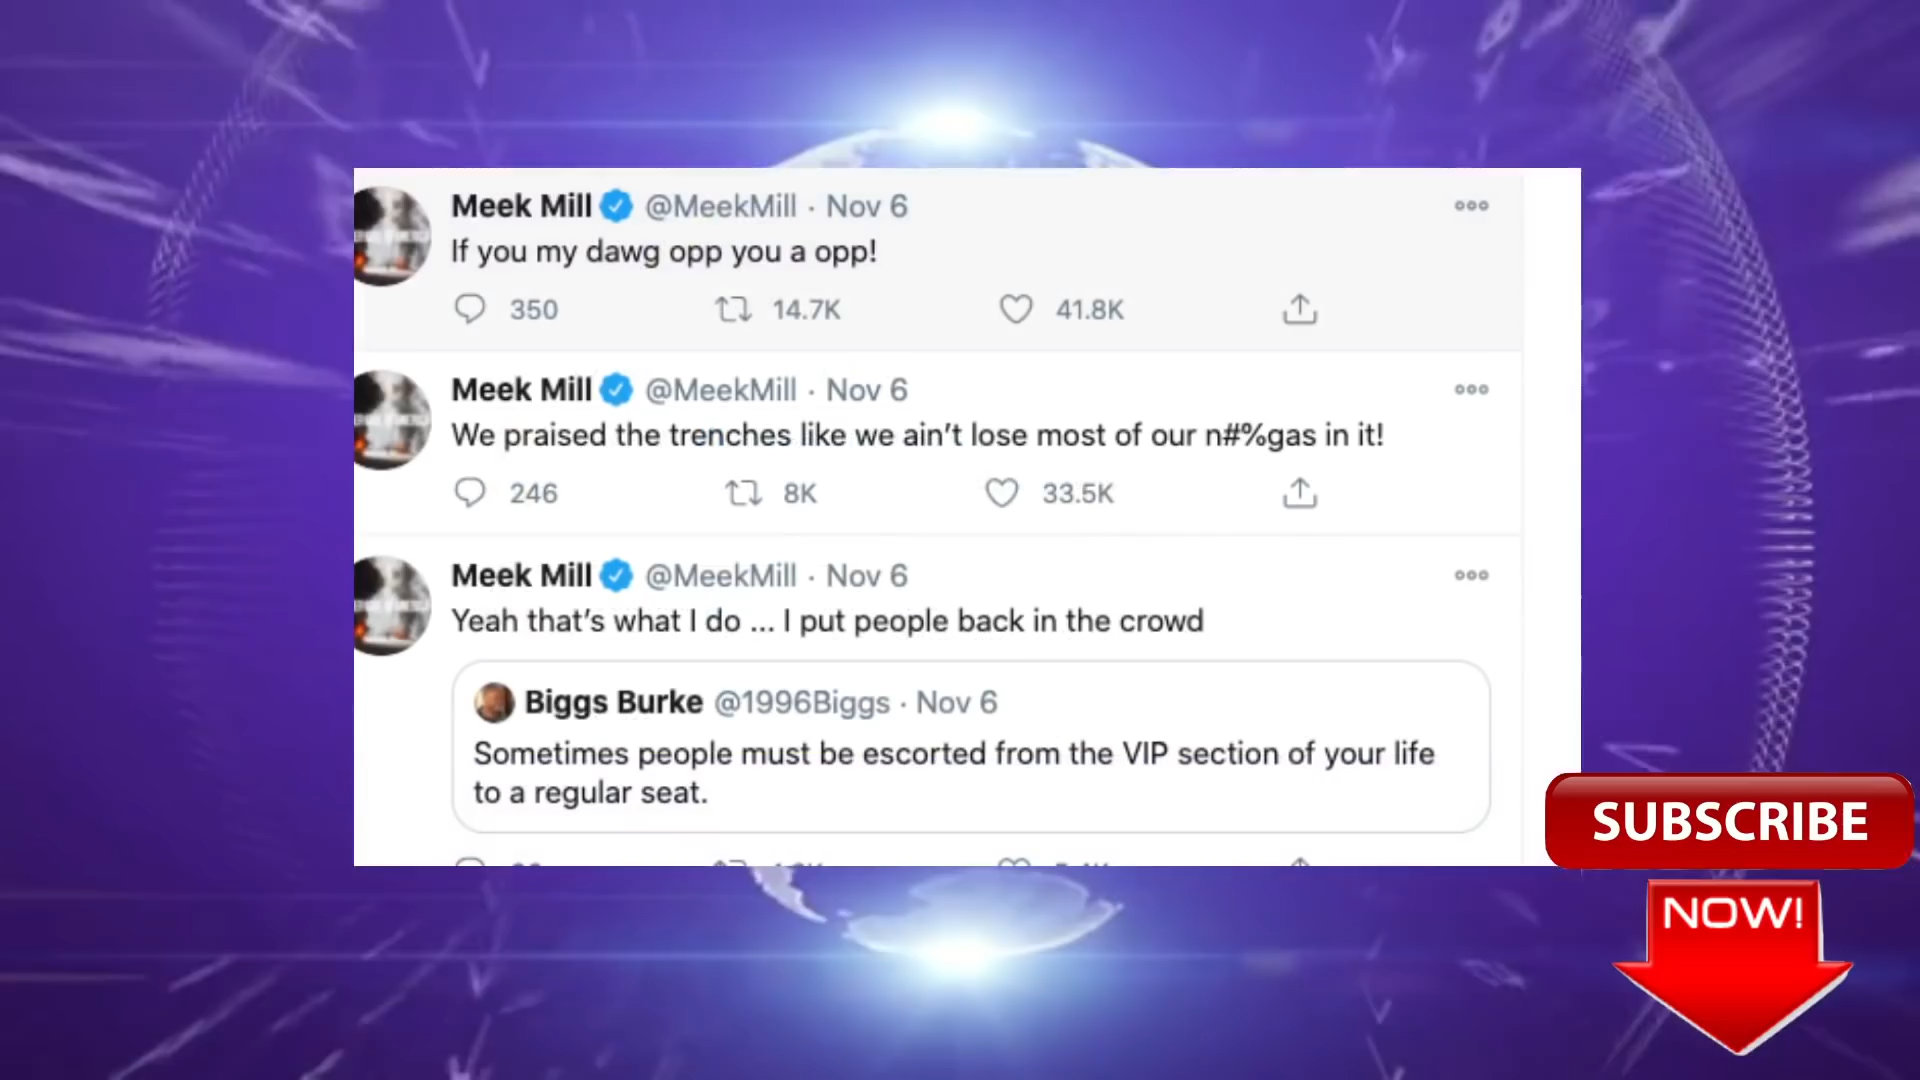 Meek Mill @MeekMill · Nov 6
If you my dawg opp you a opp!
350 14.7K 41.8K
Meek Mill @MeekMill · Nov 6
We praised the trenches like we ain't lose most of our n#%gas in it!
246 8K 33.5K
Meek Mill @MeekMill · Nov 6
Yeah that's what I do ... I put people back in the crowd
Biggs Burke @1996Biggs · Nov 6
Sometimes people must be escorted from the VIP section of your life
to a regular seat.
SUBSCRIBE
NOW!